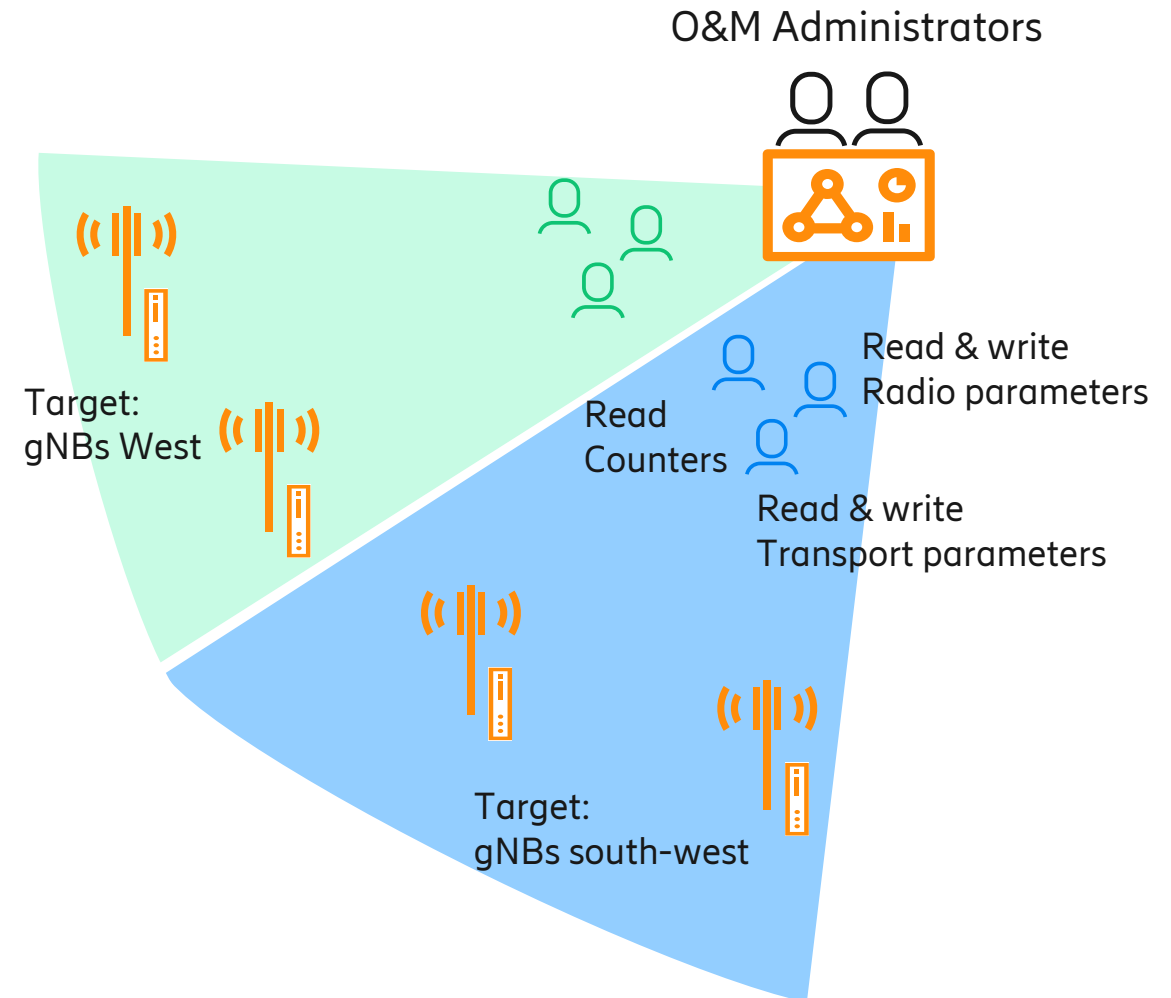 O&M Administrators
Read & write
Radio parameters
Target:
gNBs West
Read
Counters
Read & write
Transport parameters
Target:
gNBs south-west